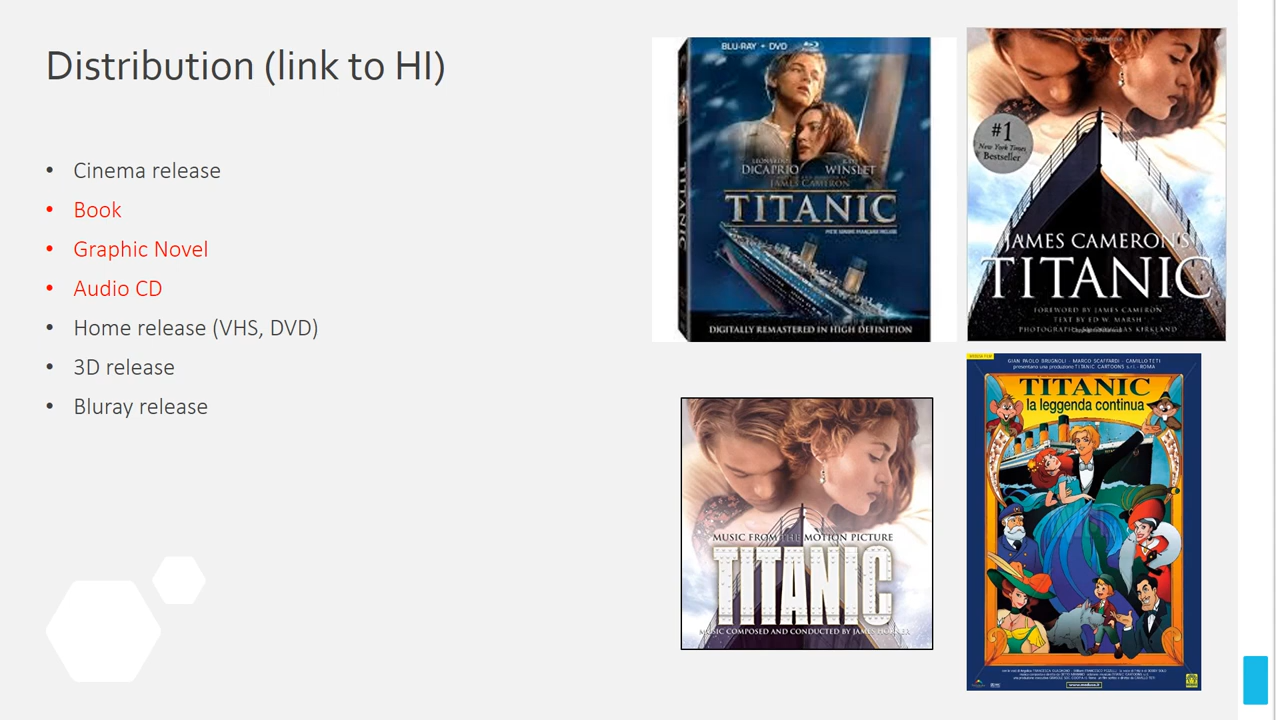 Distribution (link to HI)
• Cinema release
• Book
• Graphic Novel
• Audio CD
• Home release (VHS, DVD)
• 3D release
• Bluray release
BLU-RAY + DVD
LEONARDO KATE
DiCAPRIO WINSLET
JAMES CAMERON
TITANIC
TITANIC
DIGITALLY REMASTERED IN HIGH DEFINITION
#1
New York Times
Bestseller
JAMES CAMERON'S
TITANIC
FOREWORD BY JAMES CAMERON
TEXT BY ED W. MARSH
KIRKLAND
MUSIC FROM THE MOTION PICTURE
TITANIC
MUSIC COMPOSED AND CONDUCTED BY JAMES HORNER
GIAN PAOLO BRUGNOLI - MARCO SCAFFARDI - CAMILLO TETI
presentano una produzione TITANIC CARTOONS s.r.l. - ROMA
TITANIC
la leggenda continua